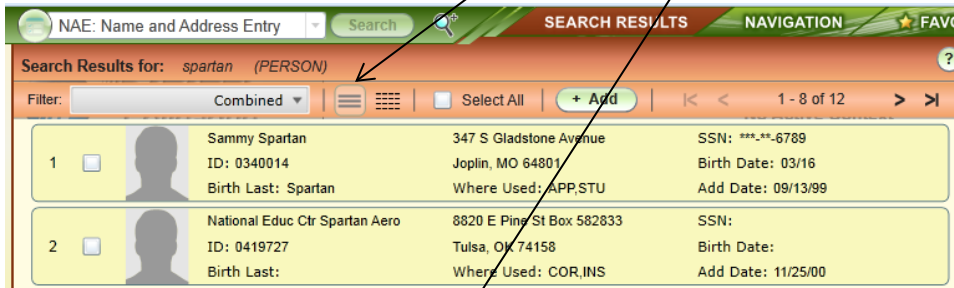 NAE: Name and Address Entry Search SEARCH RESULTS NAVIGATION FAVO
Search Results for: spartan (PERSON) ?
Filter: Combined Select All + Add |< < 1 - 8 of 12 > >|
1 Sammy Spartan 347 S Gladstone Avenue SSN: ***-**-6789
ID: 0340014 Joplin, MO 64801 Birth Date: 03/16
Birth Last: Spartan Where Used: APP,STU Add Date: 09/13/99
2 National Educ Ctr Spartan Aero 8820 E Pine St Box 582833 SSN:
ID: 0419727 Tulsa, OK 74158 Birth Date:
Birth Last: Where Used: COR,INS Add Date: 11/25/00